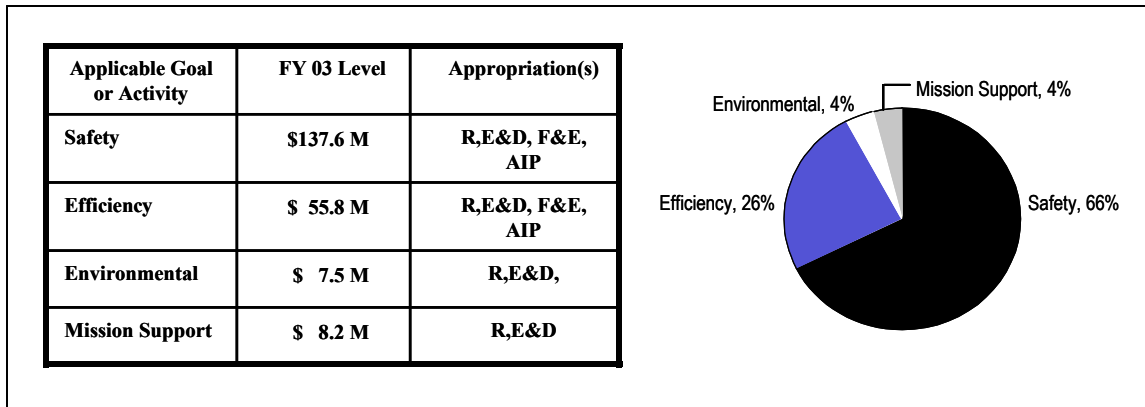 Applicable Goal FY 03 Level Appropriation(s)
or Activity
Safety $137.6 M R,E&D, F&E,
AIP
Efficiency $ 55.8 M R,E&D, F&E,
AIP
Environmental $ 7.5 M R,E&D,
Mission Support $ 8.2 M R,E&D
Mission Support, 4%
Environmental, 4%
Efficiency, 26%
Safety, 66%